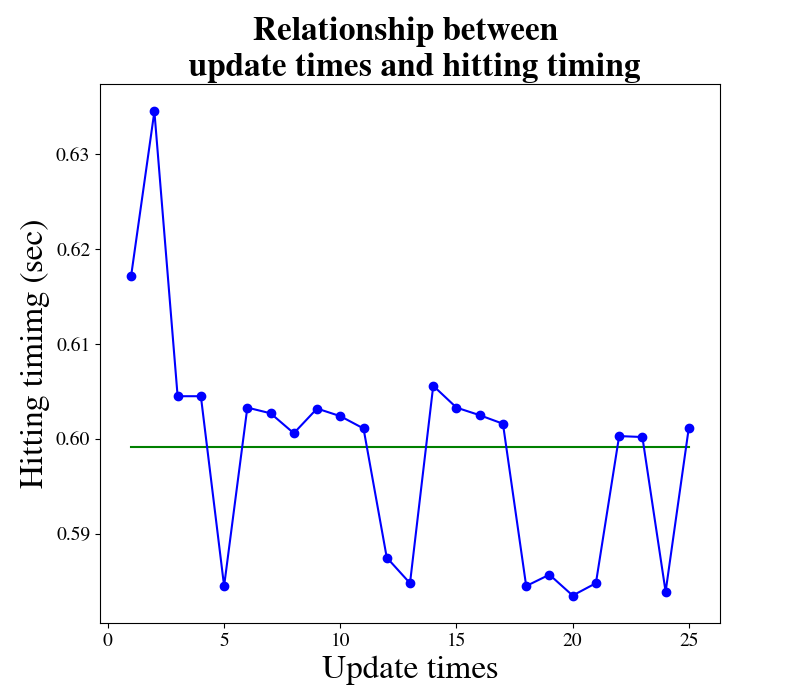 Relationship between
update times and hitting timing
Hitting timimg (sec)
0.63
0.62
0.61
0.60
0.59
0 5 10 15 20 25
Update times